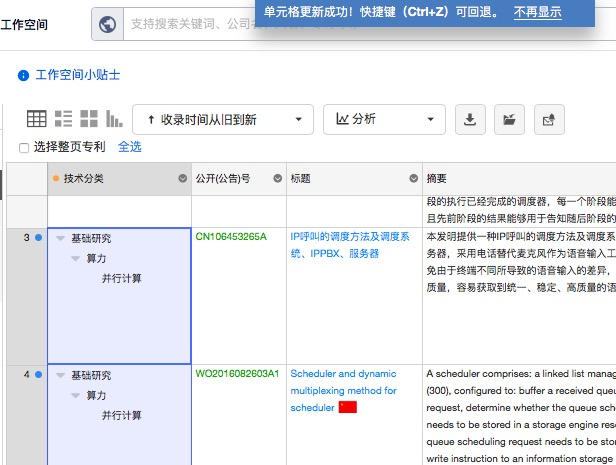 单元格更新成功！快捷键（Ctrl+Z）可回退。 不再显示
工作空间
支持搜索关键词、公司
工作空间小贴士
收录时间从旧到新
分析
选择整页专利 全选
技术分类
公开(公告)号
标题
摘要
段的执行已经完成的调度器，每一个阶段能
且先前阶段的结果能够用于告知随后阶段的
3
基础研究
算力
并行计算
CN106453265A
IP呼叫的调度方法及调度系
统、IPPBX、服务器
本发明提供一种IP呼叫的调度方法及调度系
务器，采用电话替代麦克风作为语音输入工
免由于终端不同所导致的语音输入的差异，
质量，容易获取到统一、稳定、高质量的语
4
基础研究
算力
并行计算
WO2016082603A1
Scheduler and dynamic
multiplexing method for
scheduler
A scheduler comprises: a linked list manag
(300), configured to: buffer a received queu
request, determine whether the queue sch
needs to be stored in a storage engine res
queue scheduling request needs to be sto
write instruction to an information storage